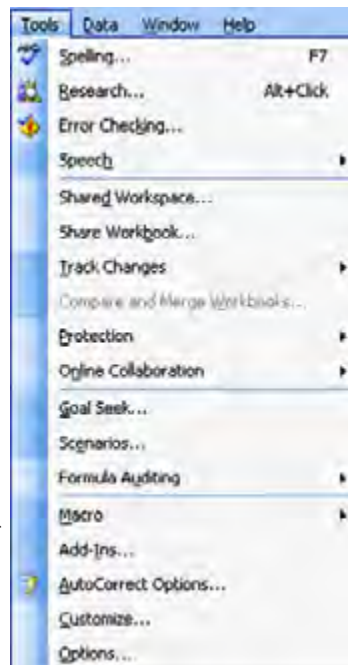 Tools Data Window Help
Spelling... F7
Research... Alt+Click
Error Checking...
Speech
Shared Workspace...
Share Workbook...
Track Changes
Compare and Merge Workbooks...
Protection
Online Collaboration
Goal Seek...
Scenarios...
Formula Auditing
Macro
Add-Ins...
AutoCorrect Options...
Customize...
Options...